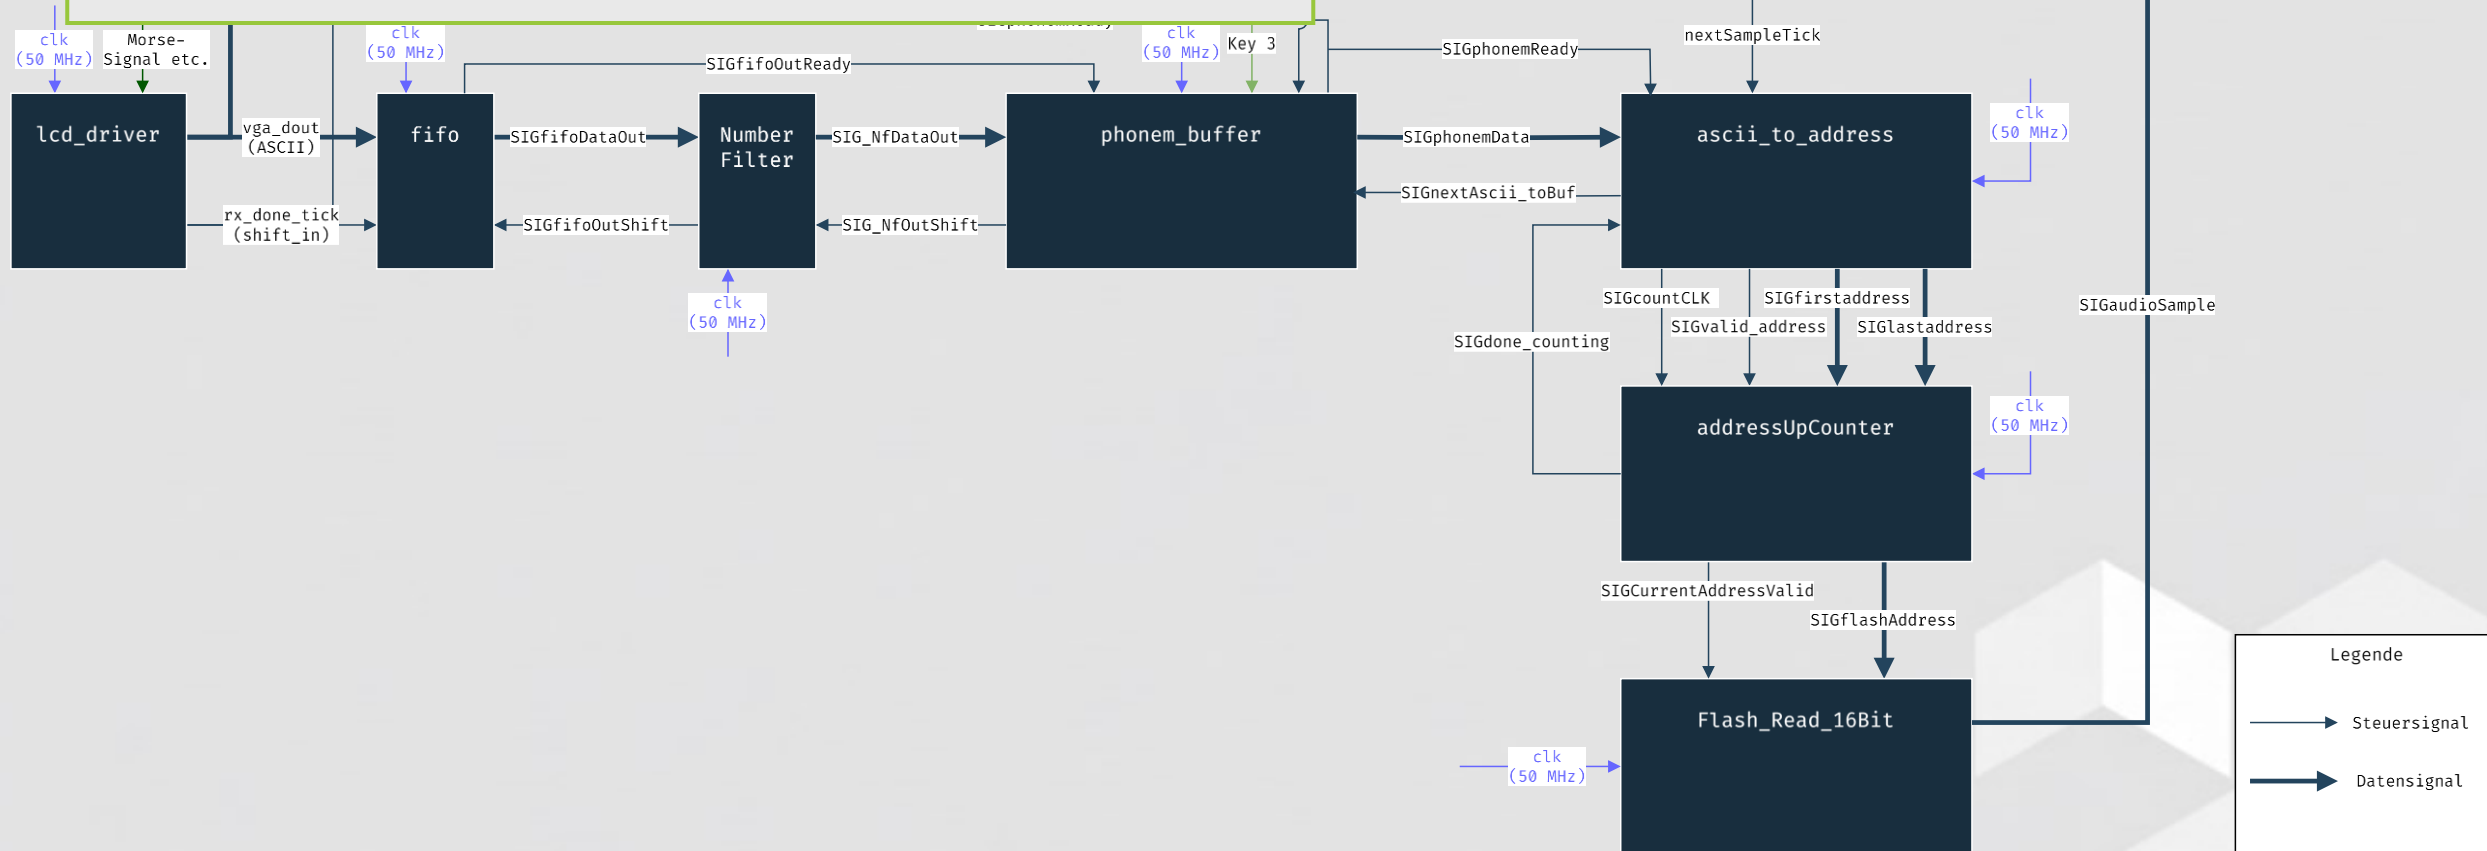 clk
(50 MHz)
Morse-
Signal etc.
clk
(50 MHz)
SIGfifoOutReady
clk
(50 MHz)
Key 3
SIGphonemReady
nextSampleTick
lcd_driver
vga_dout
(ASCII)
rx_done_tick
(shift_in)
fifo
SIGfifoDataOut
SIGfifoOutShift
Number
Filter
clk
(50 MHz)
SIG_NfDataOut
SIG_NfOutShift
phonem_buffer
SIGphonemData
SIGnextAscii_toBuf
ascii_to_address
clk
(50 MHz)
SIGcountCLK
SIGfirstaddress
SIGvalid_address
SIGlastaddress
SIGdone_counting
SIGaudioSample
addressUpCounter
clk
(50 MHz)
SIGCurrentAddressValid
SIGflashAddress
Flash_Read_16Bit
clk
(50 MHz)
Legende
Steuersignal
Datensignal